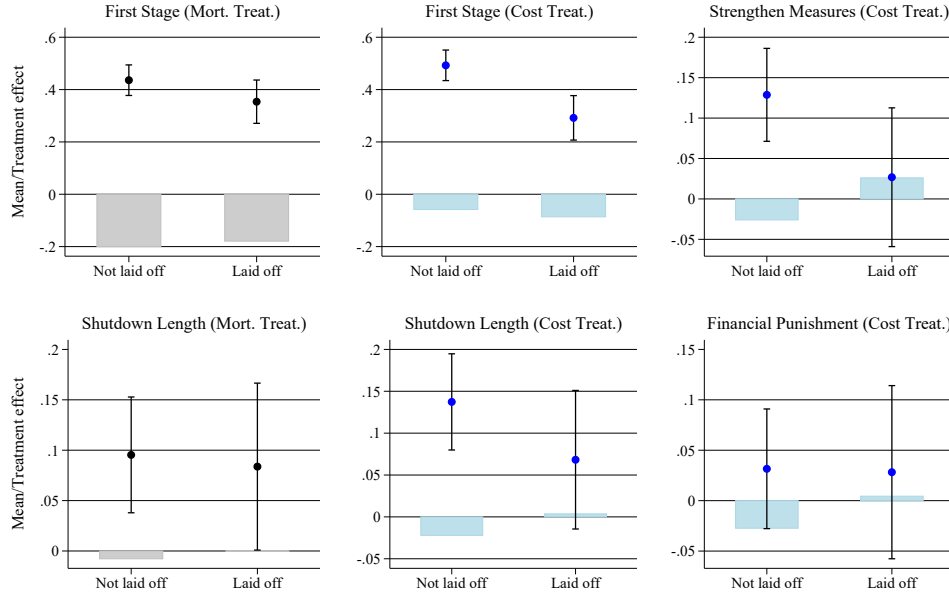 First Stage (Mort. Treat.)
First Stage (Cost Treat.)
Strengthen Measures (Cost Treat.)
Mean/Treatment effect
.6
.4
.2
0
-.2
Not laid off
Laid off
.6
.4
.2
0
-.2
Not laid off
Laid off
.2
.15
.1
.05
0
-.05
Not laid off
Laid off
Shutdown Length (Mort. Treat.)
Shutdown Length (Cost Treat.)
Financial Punishment (Cost Treat.)
Mean/Treatment effect
.2
.15
.1
.05
0
Not laid off
Laid off
.2
.15
.1
.05
0
-.05
Not laid off
Laid off
.15
.1
.05
0
-.05
Not laid off
Laid off